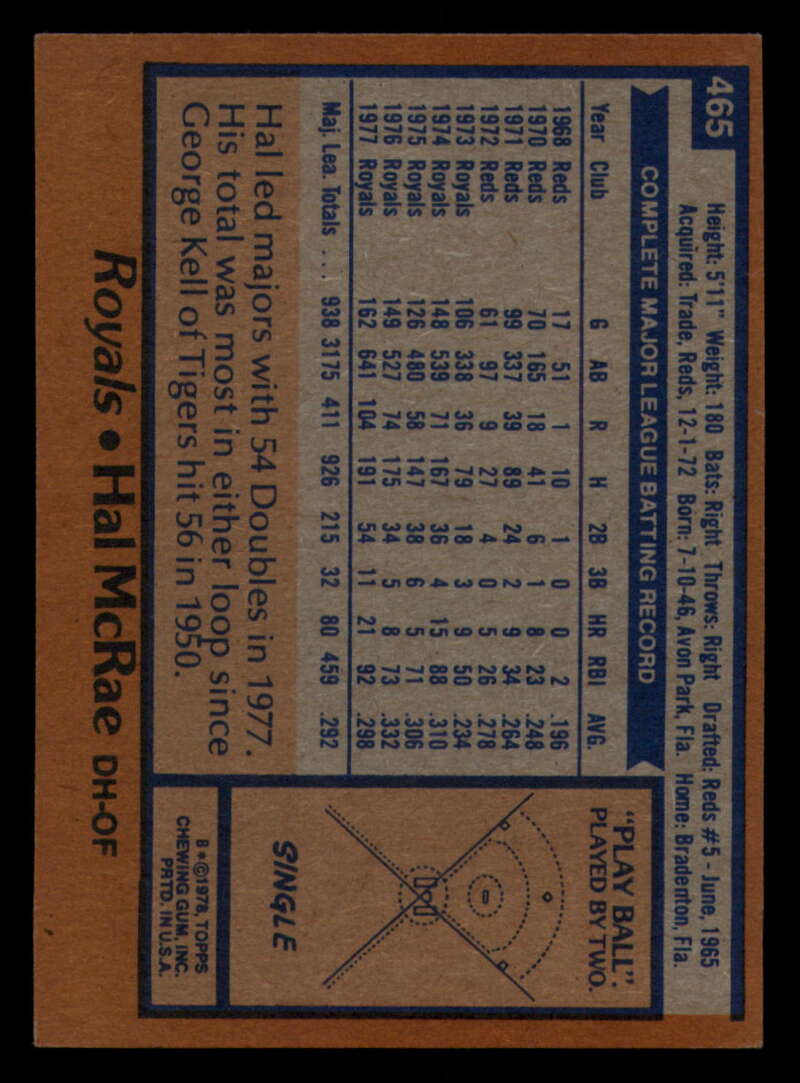 465
Height: 5'11" Weight: 180 Bats: Right Throws: Right Drafted: Reds #5 - June, 1965
Acquired: Trade, Reds, 12-1-72 Born: 7-10-46, Avon Park, Fla. Home: Bradenton, Fla.
COMPLETE MAJOR LEAGUE BATTING RECORD
Year Club G AB R H 2B 3B HR RBI AVG.
1968 Reds 17 51 1 10 1 0 0 2 .196
1970 Reds 70 165 18 41 6 1 8 23 .248
1971 Reds 99 337 39 89 24 2 9 34 .264
1972 Reds 61 97 9 27 4 0 5 26 .278
1973 Royals 106 338 36 79 18 3 9 50 .234
1974 Royals 148 539 71 167 36 4 15 88 .310
1975 Royals 126 480 58 147 38 6 5 71 .306
1976 Royals 149 527 74 175 34 5 8 73 .332
1977 Royals 162 641 104 191 54 11 21 92 .298
Maj. Lea. Totals ... 938 3175 411 926 215 32 80 459 .292
Hal led majors with 54 Doubles in 1977.
His total was most in either loop since
George Kell of Tigers hit 56 in 1950.
"PLAY BALL".
PLAYED BY TWO.
SINGLE
B*©1978, TOPPS
CHEWING GUM, INC.
PRTD. IN U.S.A.
Royals • Hal McRae DH-OF